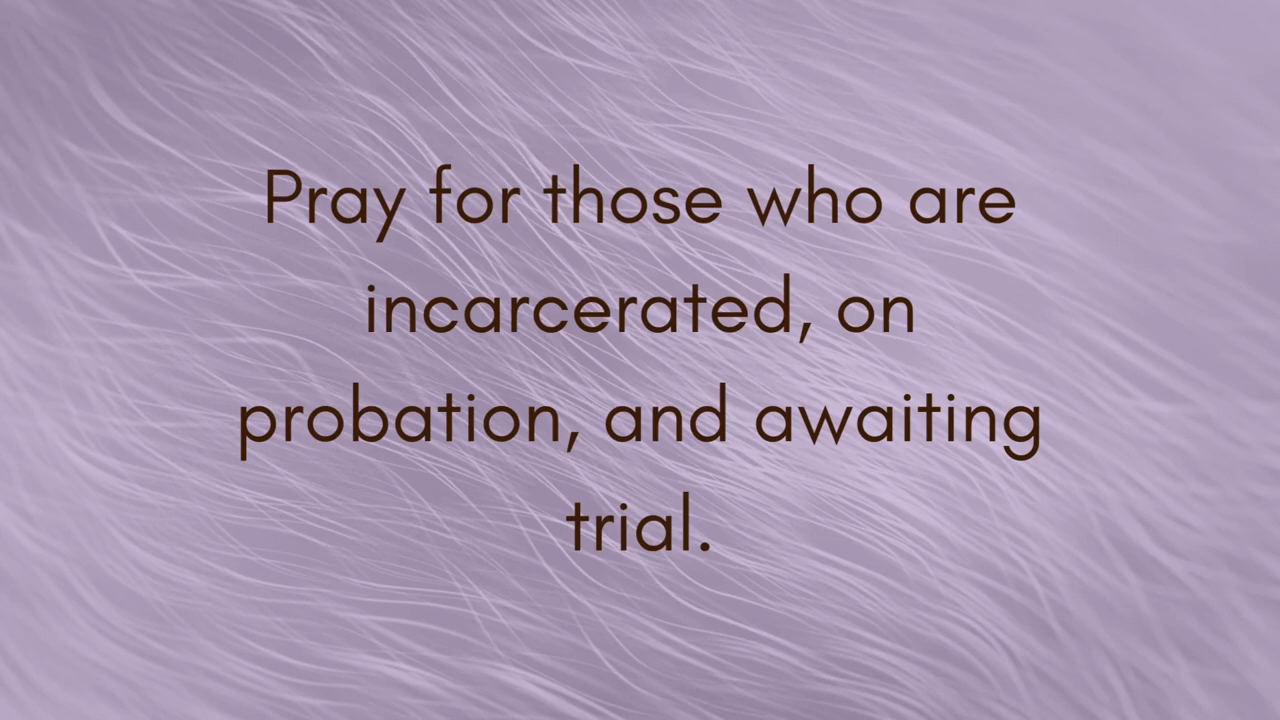 Pray for those who are
incarcerated, on
probation, and awaiting
trial.